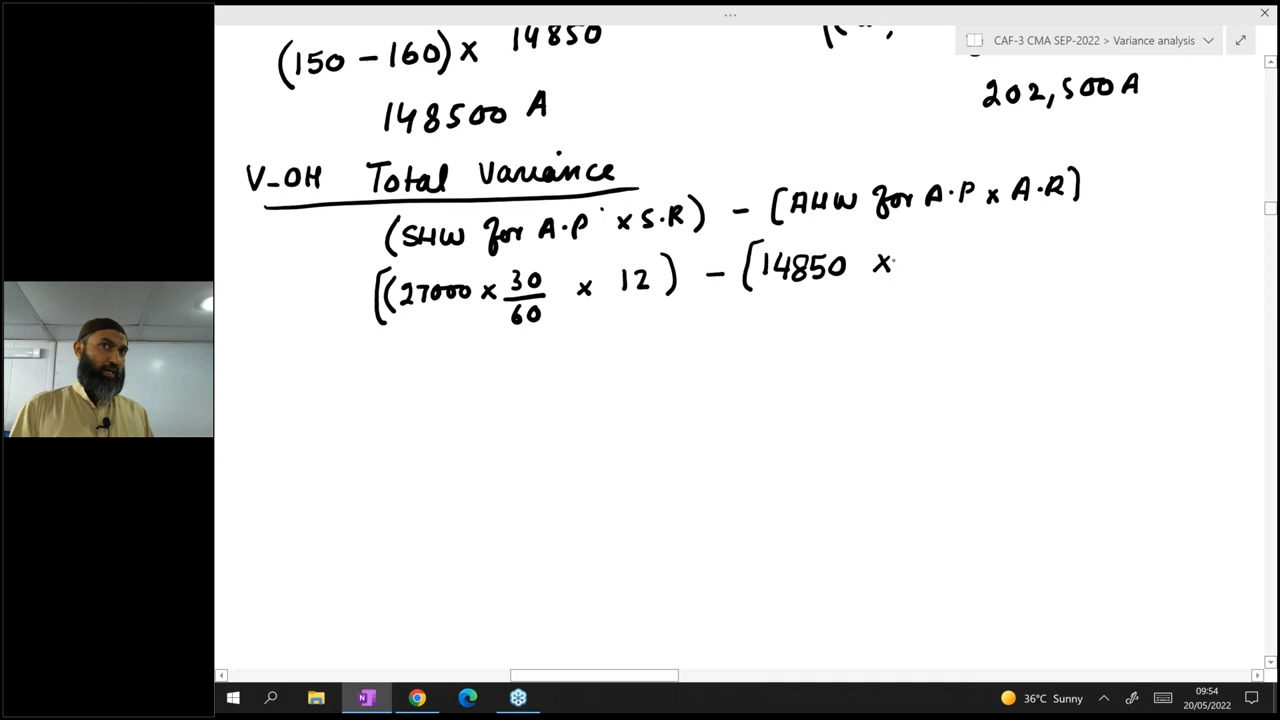 CAF-3 CMA SEP-2022 > Variance analysis
(150 - 160) × 14850
148500 A
202,500 A
V-OH Total Variance
(SHW for A.P × S.R) - [AHW for A.P × A.R]
[(27000 × 30/60 × 12) - [14850 ×
36°C Sunny
09:54
20/05/2022